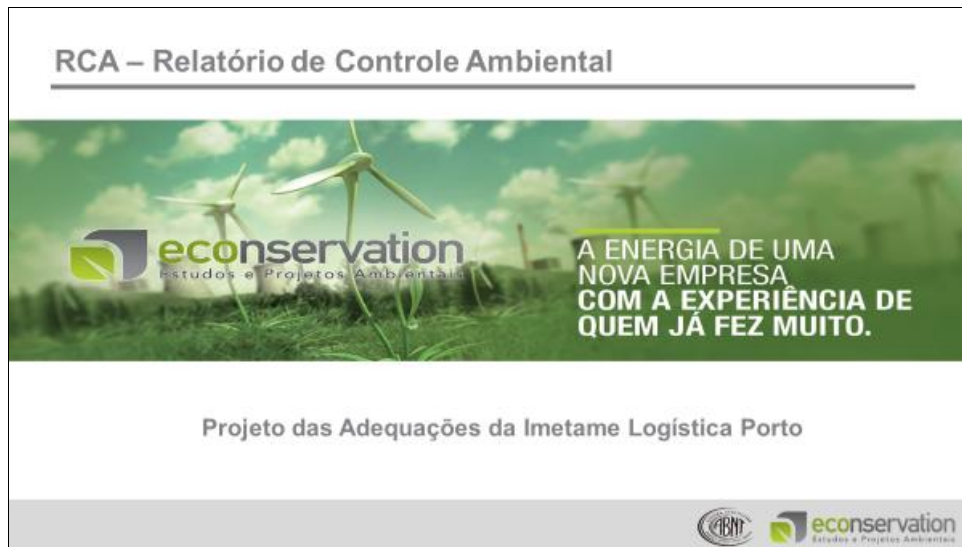 RCA – Relatório de Controle Ambiental
econservation
Estudos e Projetos Ambientais
A ENERGIA DE UMA
NOVA EMPRESA
COM A EXPERIÊNCIA DE
QUEM JÁ FEZ MUITO.
Projeto das Adequações da Imetame Logística Porto
ABNT
econservation
Estudos e Projetos Ambientais